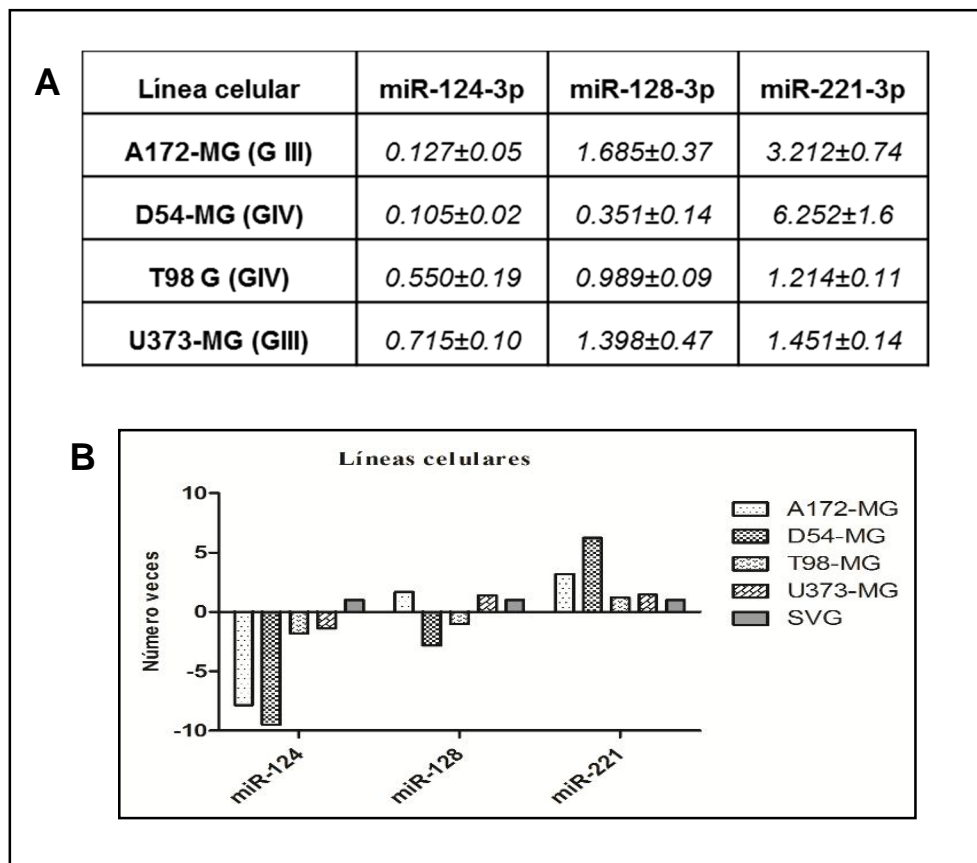 A
Línea celular miR-124-3p miR-128-3p miR-221-3p
A172-MG (G III) 0.127±0.05 1.685±0.37 3.212±0.74
D54-MG (GIV) 0.105±0.02 0.351±0.14 6.252±1.6
T98 G (GIV) 0.550±0.19 0.989±0.09 1.214±0.11
U373-MG (GIII) 0.715±0.10 1.398±0.47 1.451±0.14
B
Líneas celulares
Número veces
10
5
0
-5
-10
miR-124
miR-128
miR-221
A172-MG
D54-MG
T98-MG
U373-MG
SVG